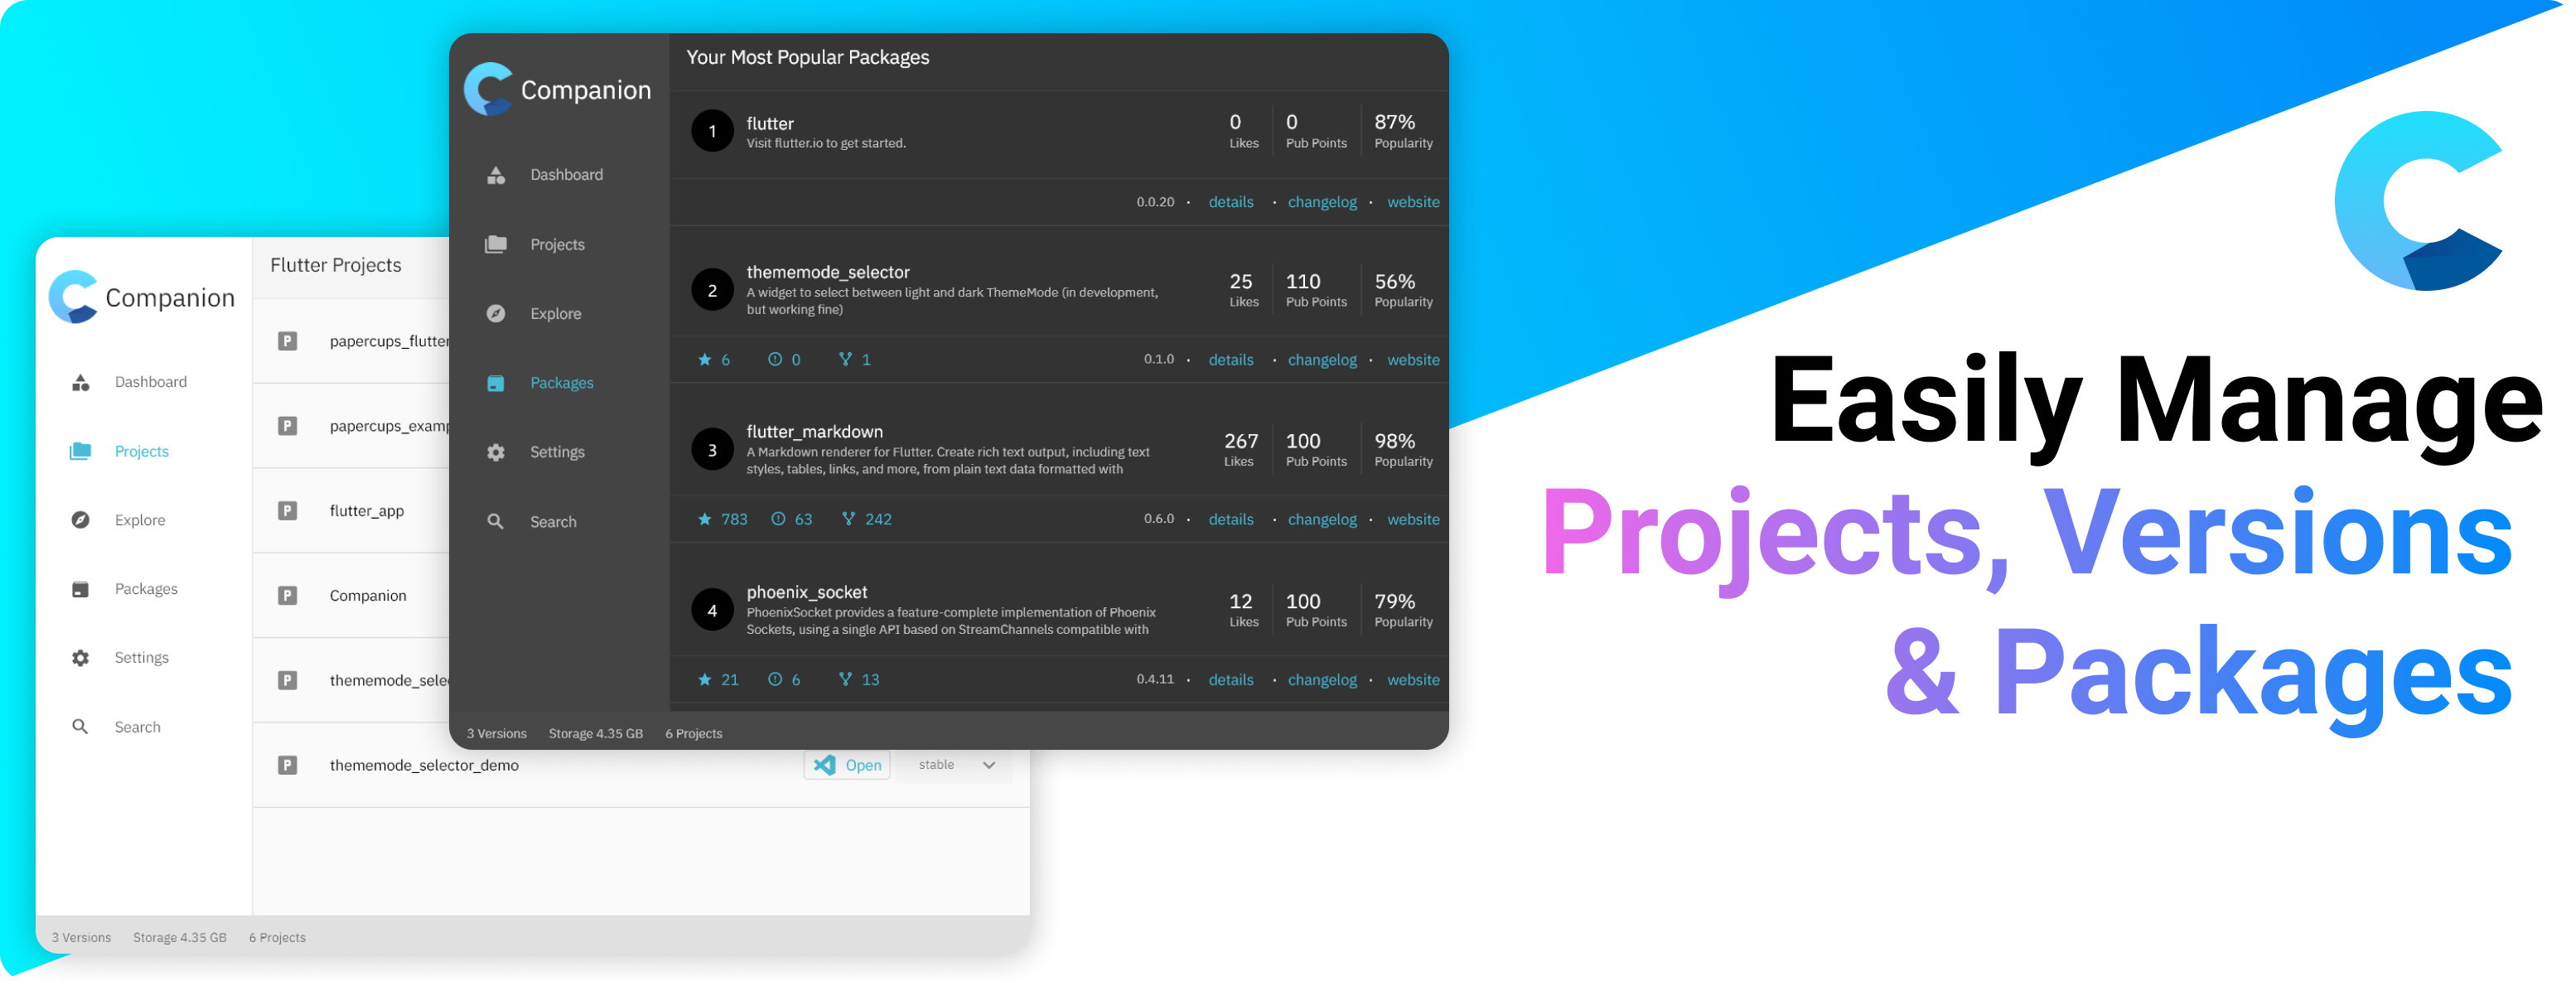 Companion
Flutter Projects
Dashboard
Projects
Explore
Packages
Settings
Search
P papercups_flutter
P
P flutter_app
P Companion
P
P thememode_selector_demo
Open stable
3 Versions Storage 4.35 GB 6 Projects
Companion
Dashboard
Projects
Explore
Packages
Settings
Search
Your Most Popular Packages
1 flutter
Visit flutter.io to get started.
0 Likes 0 Pub Points 87% Popularity
0.0.20 · details · changelog · website
2 thememode_selector
A widget to select between light and dark ThemeMode (in development,
but working fine)
25 Likes 110 Pub Points 56% Popularity
6 0 1 0.1.0 · details · changelog · website
3 flutter_markdown
A Markdown renderer for Flutter. Create rich text output, including text
styles, tables, links, and more, from plain text data formatted with
267 Likes 100 Pub Points 98% Popularity
783 63 242 0.6.0 · details · changelog · website
4 phoenix_socket
PhoenixSocket provides a feature-complete implementation of Phoenix
Sockets, using a single API based on StreamChannels compatible with
12 Likes 100 Pub Points 79% Popularity
21 6 13 0.4.11 · details · changelog · website
3 Versions Storage 4.35 GB 6 Projects
Easily Manage
Projects, Versions
& Packages